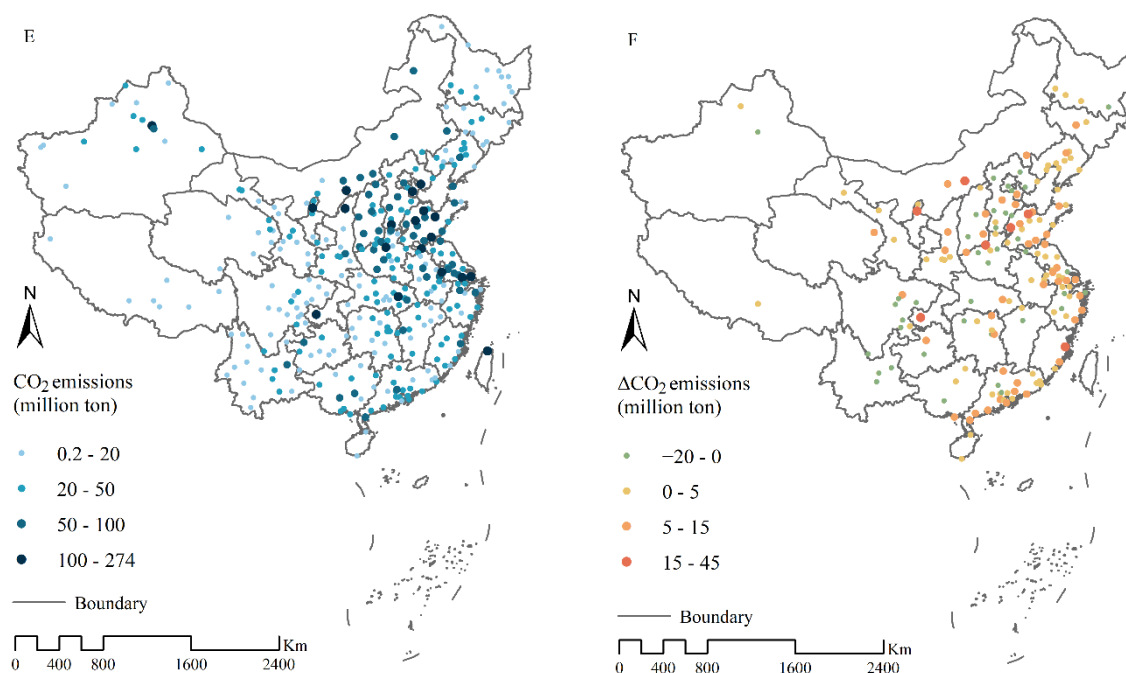 E
N
CO₂ emissions
(million ton)
0.2 - 20
20 - 50
50 - 100
100 - 274
Boundary
Km
0 400 800 1600 2400
F
N
ΔCO₂ emissions
(million ton)
−20 - 0
0 - 5
5 - 15
15 - 45
Boundary
Km
0 400 800 1600 2400